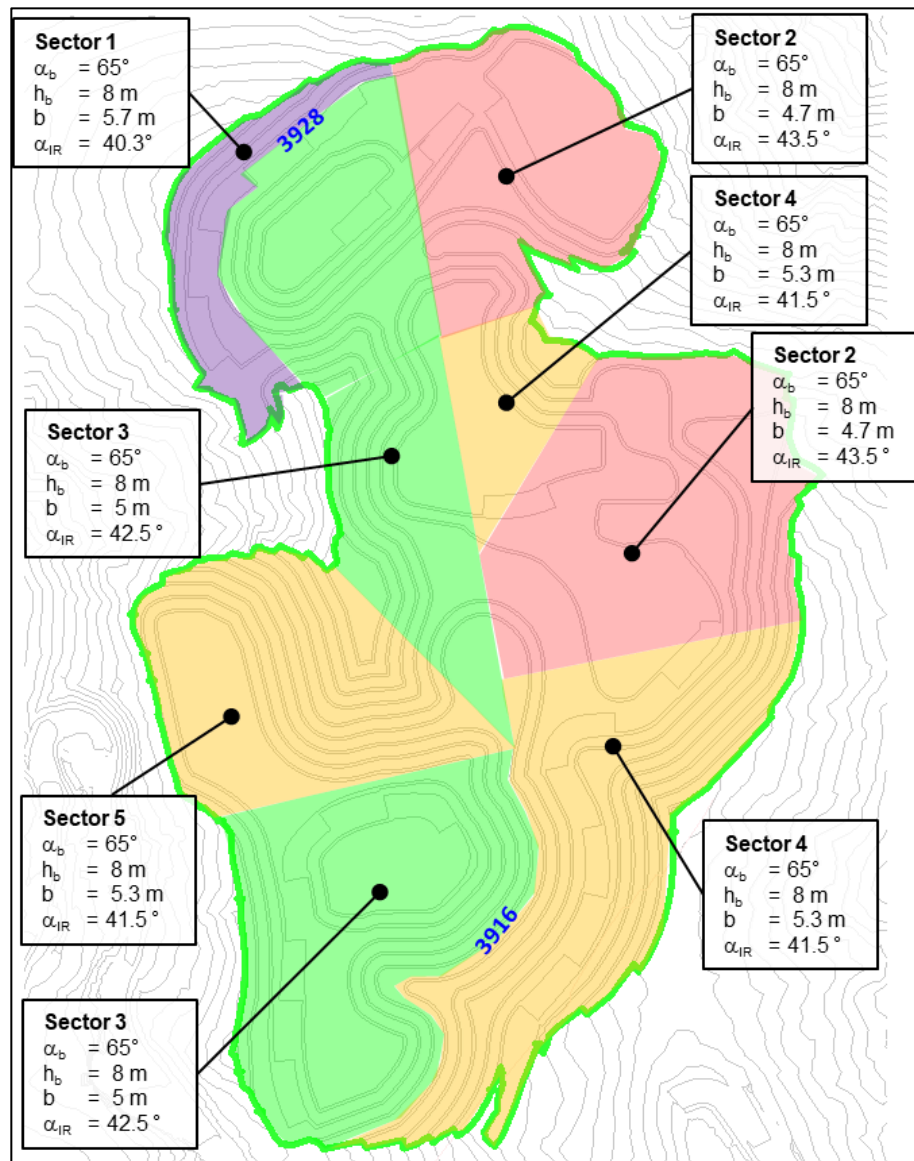 Sector 1
αb = 65°
hb = 8 m
b = 5.7 m
αIR = 40.3°
Sector 2
αb = 65°
hb = 8 m
b = 4.7 m
αIR = 43.5°
3928
Sector 4
αb = 65°
hb = 8 m
b = 5.3 m
αIR = 41.5°
Sector 2
αb = 65°
hb = 8 m
b = 4.7 m
αIR = 43.5°
Sector 3
αb = 65°
hb = 8 m
b = 5 m
αIR = 42.5°
Sector 5
αb = 65°
hb = 8 m
b = 5.3 m
αIR = 41.5°
Sector 4
αb = 65°
hb = 8 m
b = 5.3 m
αIR = 41.5°
3916
Sector 3
αb = 65°
hb = 8 m
b = 5 m
αIR = 42.5°